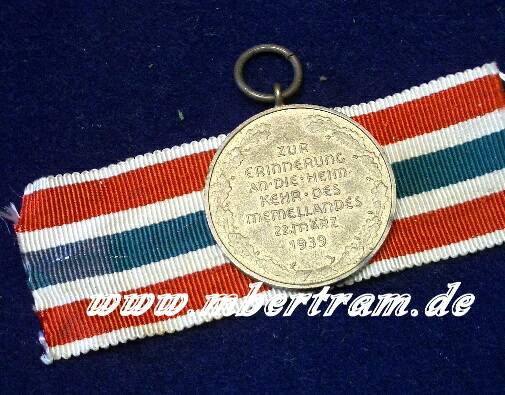 ZUR
ERINNERUNG
AN·DIE·HEIM
KEHR·DES
MEMELLANDES
22.MÄRZ
1939
www.mbertram.de